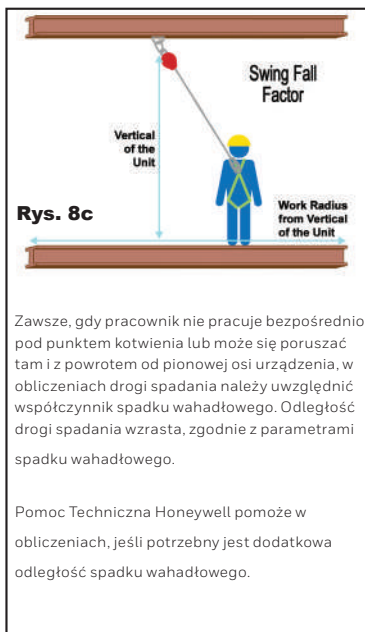 Swing Fall
Factor
Vertical
of the
Unit
Rys. 8c
Work Radius
from Vertical
of the Unit
Zawsze, gdy pracownik nie pracuje bezpośrednio
pod punktem kotwienia lub może się poruszać
tam i z powrotem od pionowej osi urządzenia, w
obliczeniach drogi spadania należy uwzględnić
współczynnik spadku wahadłowego. Odległość
drogi spadania wzrasta, zgodnie z parametrami
spadku wahadłowego.
Pomoc Techniczna Honeywell pomoże w
obliczeniach, jeśli potrzebny jest dodatkowa
odległość spadku wahadłowego.